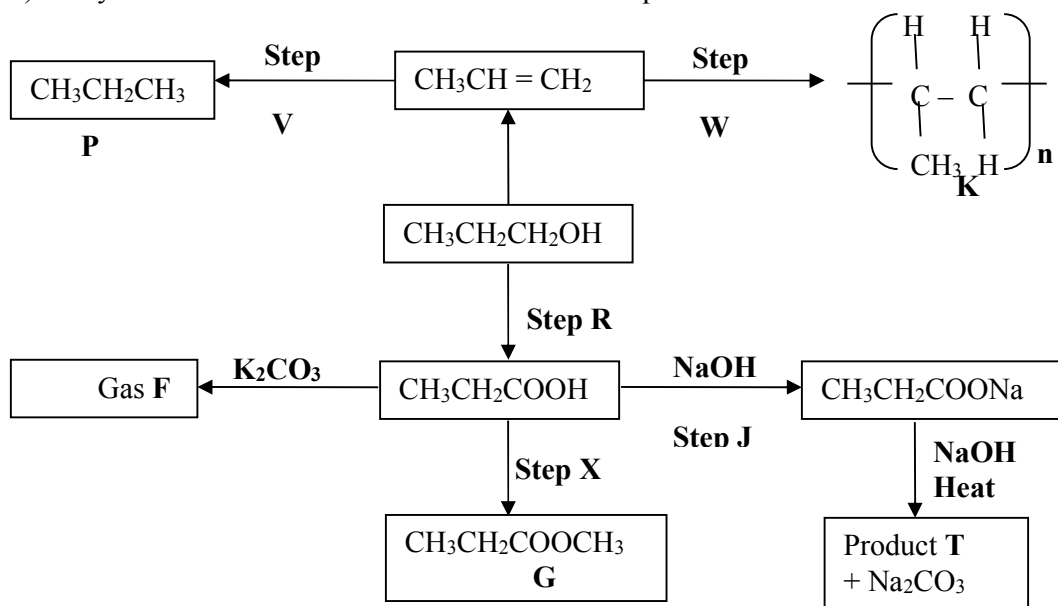 H H
Step Step
CH₃CH₂CH₃ CH₃CH = CH₂ C – C
V W
P n
CH₃ H
K
CH₃CH₂CH₂OH
Step R
K₂CO₃ NaOH
Gas F CH₃CH₂COOH CH₃CH₂COONa
Step J
Step X NaOH
Heat
CH₃CH₂COOCH₃ Product T
G + Na₂CO₃